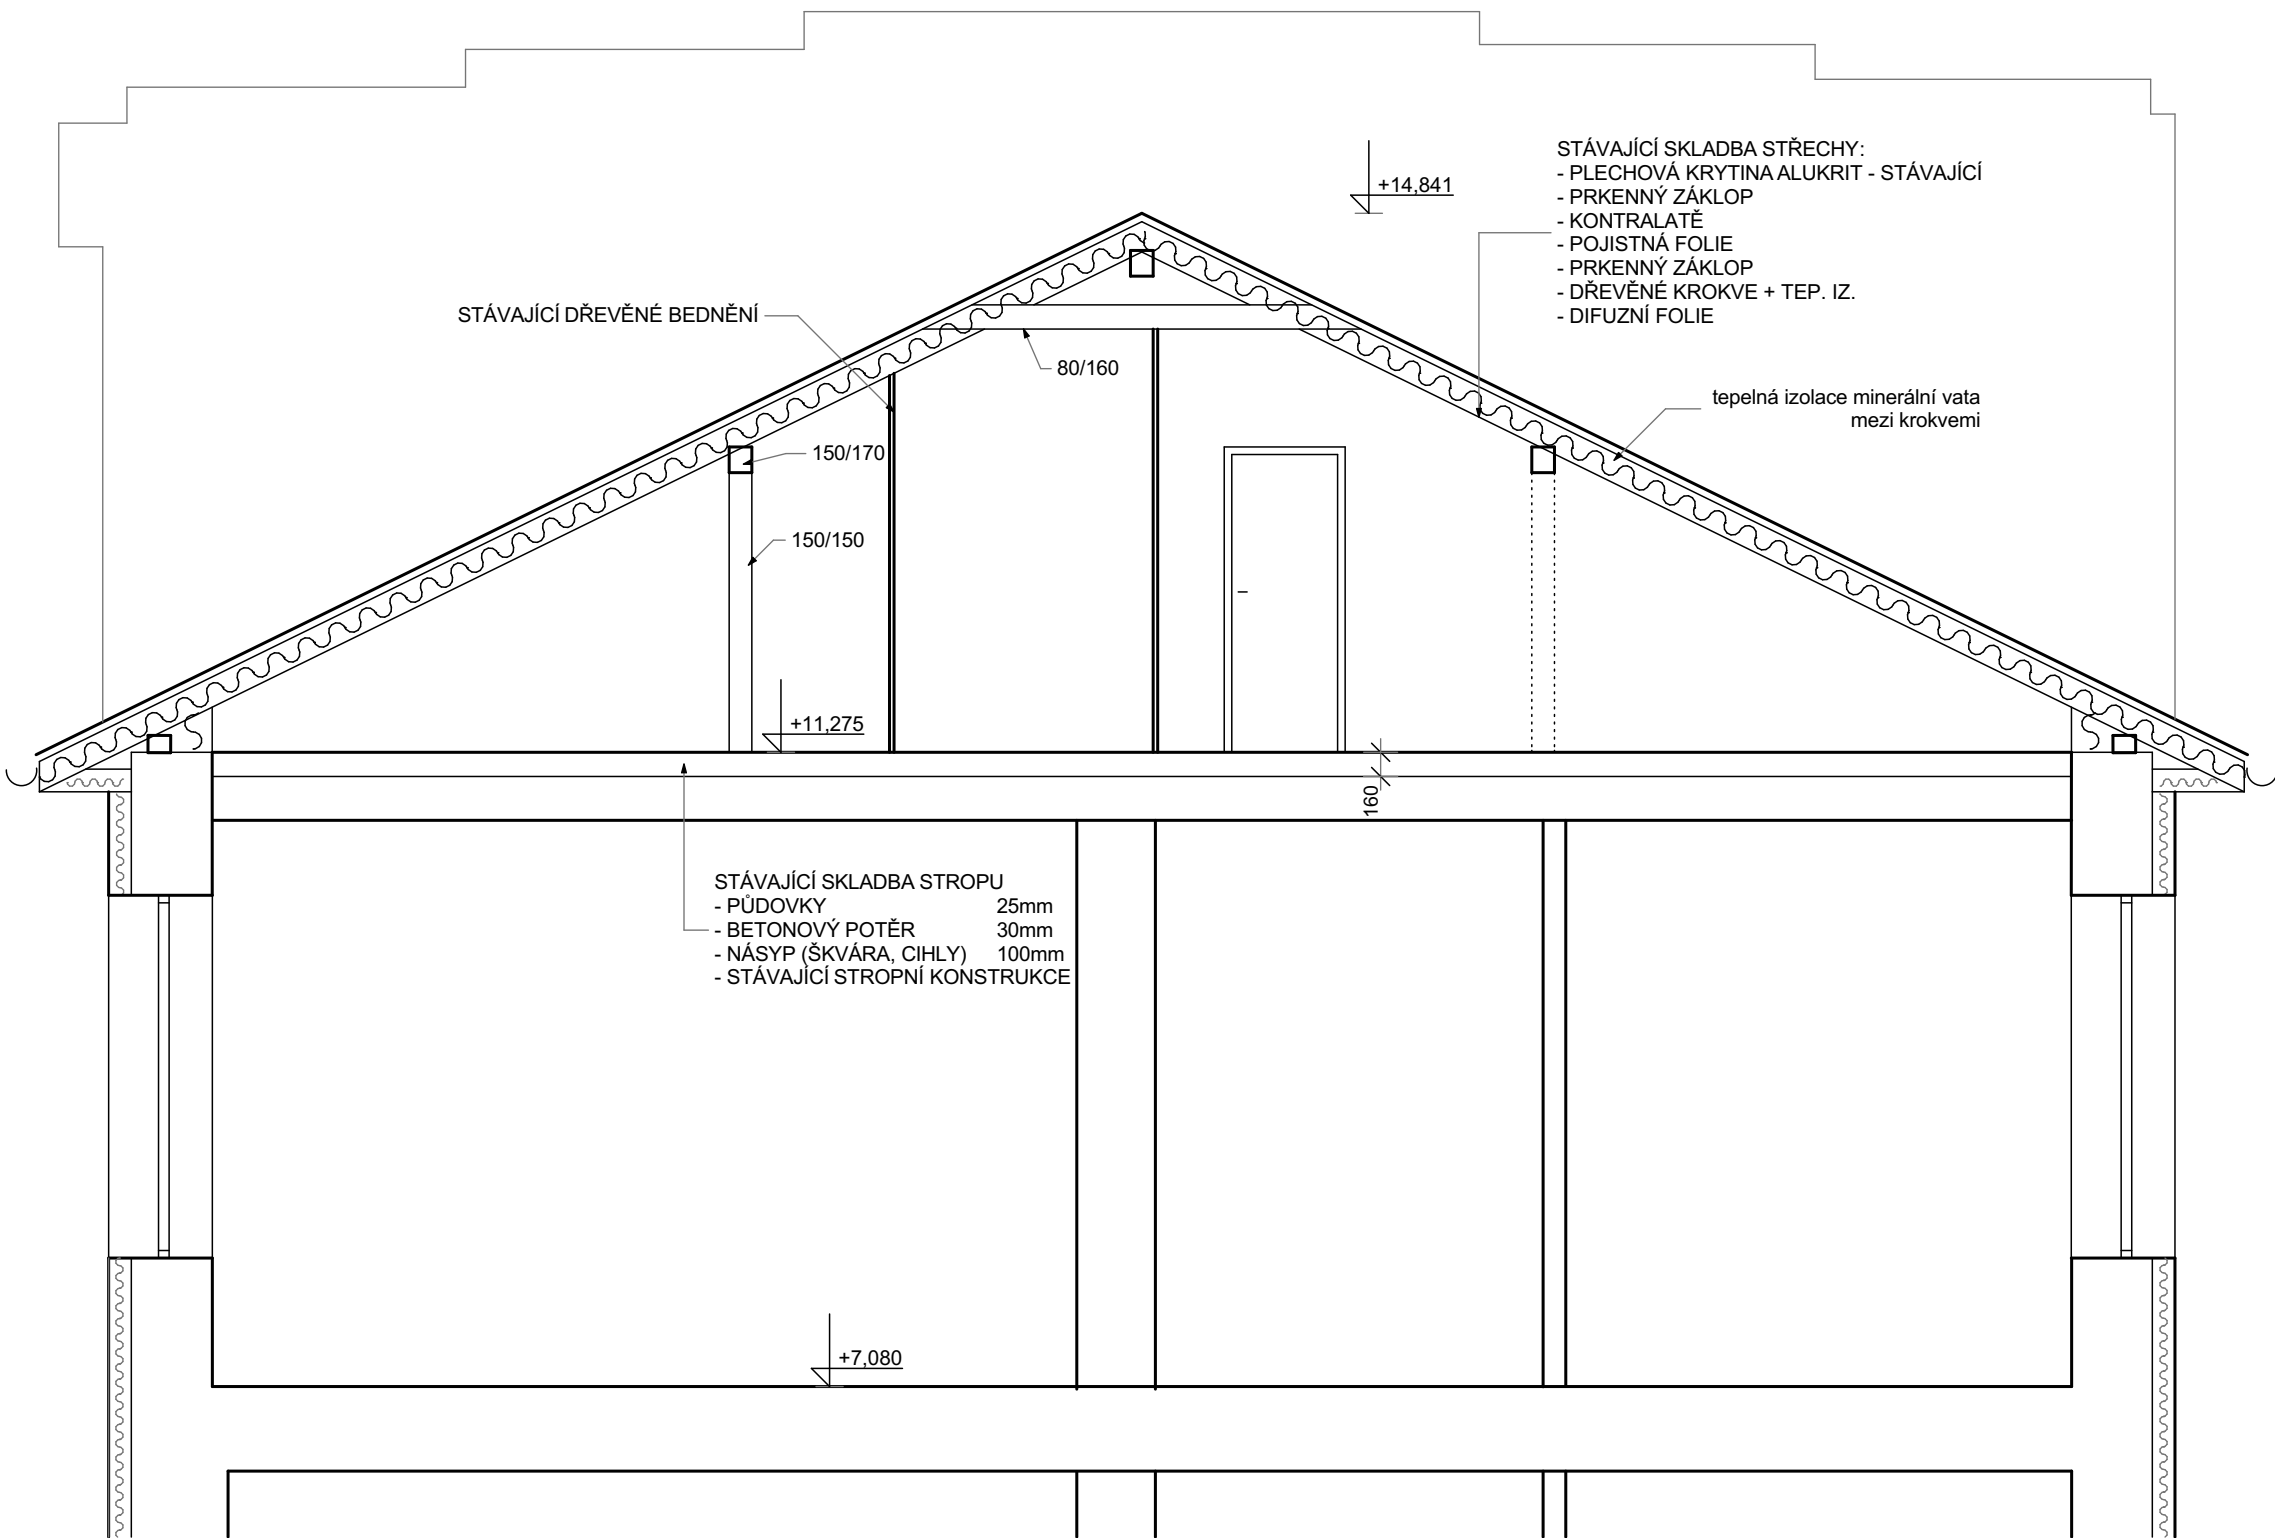 +14,841
STÁVAJÍCÍ SKLADBA STŘECHY:
- PLECHOVÁ KRYTINA ALUKRIT - STÁVAJÍCÍ
- PRKENNÝ ZÁKLOP
- KONTRALATĚ
- POJISTNÁ FOLIE
- PRKENNÝ ZÁKLOP
- DŘEVĚNÉ KROKVE + TEP. IZ.
- DIFUZNÍ FOLIE
STÁVAJÍCÍ DŘEVĚNÉ BEDNĚNÍ
80/160
tepelná izolace minerální vata
mezi krokvemi
150/170
150/150
+11,275
160
STÁVAJÍCÍ SKLADBA STROPU
- PŮDOVKY 25mm
- BETONOVÝ POTĚR 30mm
- NÁSYP (ŠKVÁRA, CIHLY) 100mm
- STÁVAJÍCÍ STROPNÍ KONSTRUKCE
+7,080